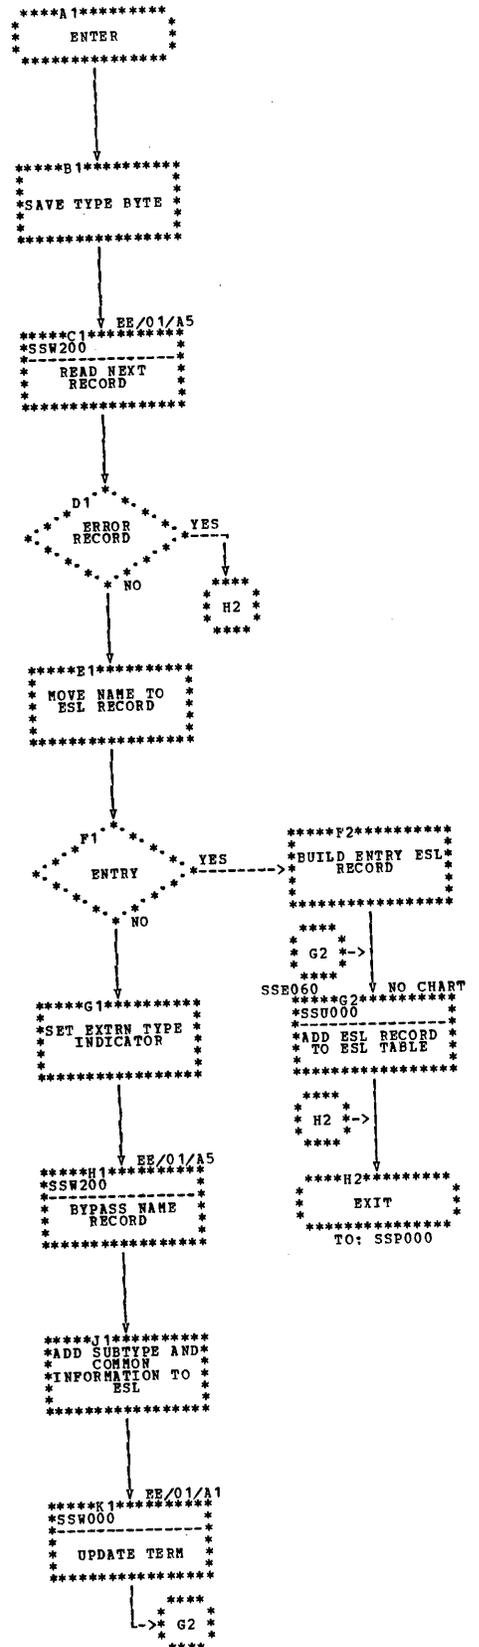 A1
ENTER
B1
SAVE TYPE BYTE
EE/01/A5
C1
SSW200
READ NEXT
RECORD
D1
ERROR
RECORD
YES
NO
H2
E1
MOVE NAME TO
ESL RECORD
F1
ENTRY
YES
NO
F2
BUILD ENTRY ESL
RECORD
G2
SSE060
NO CHART
G2
SSU000
ADD ESL RECORD
TO ESL TABLE
G1
SET EXTRN TYPE
INDICATOR
H2
EE/01/A5
H1
SSW200
BYPASS NAME
RECORD
H2
EXIT
TO: SSP000
J1
ADD SUBTYPE AND
COMMON
INFORMATION TO
ESL
EE/01/A1
K1
SSW000
UPDATE TERM
G2